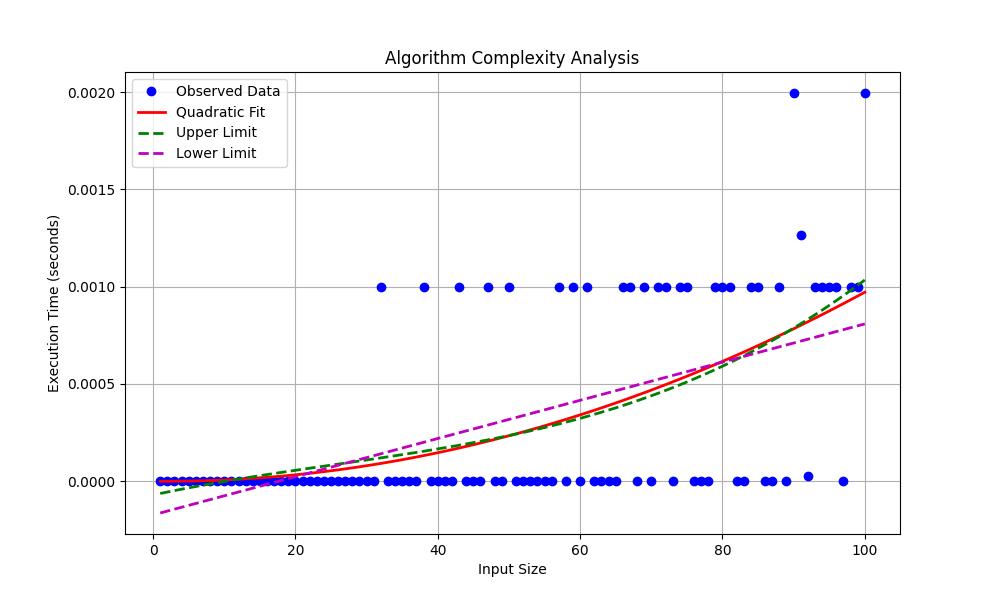 Algorithm Complexity Analysis
Observed Data
Quadratic Fit
Upper Limit
Lower Limit
0.0020
0.0015
0.0010
0.0005
0.0000
Execution Time (seconds)
0 20 40 60 80 100
Input Size